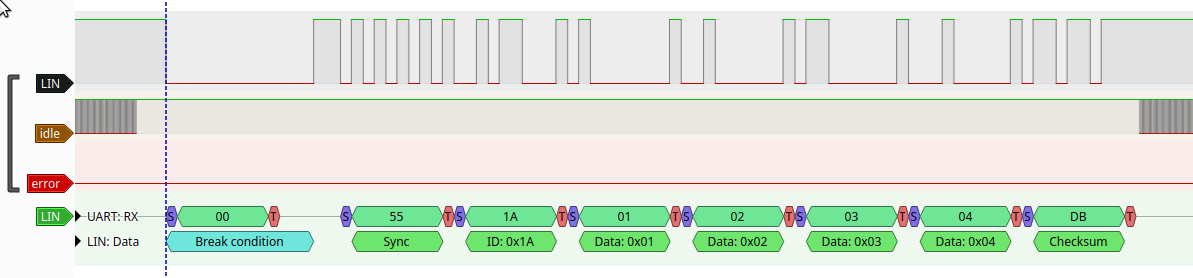 LIN
idle
error
LIN UART: RX S 00 T S 55 T S 1A T S 01 T S 02 T S 03 T S 04 T S DB T
LIN: Data Break condition Sync ID: 0x1A Data: 0x01 Data: 0x02 Data: 0x03 Data: 0x04 Checksum